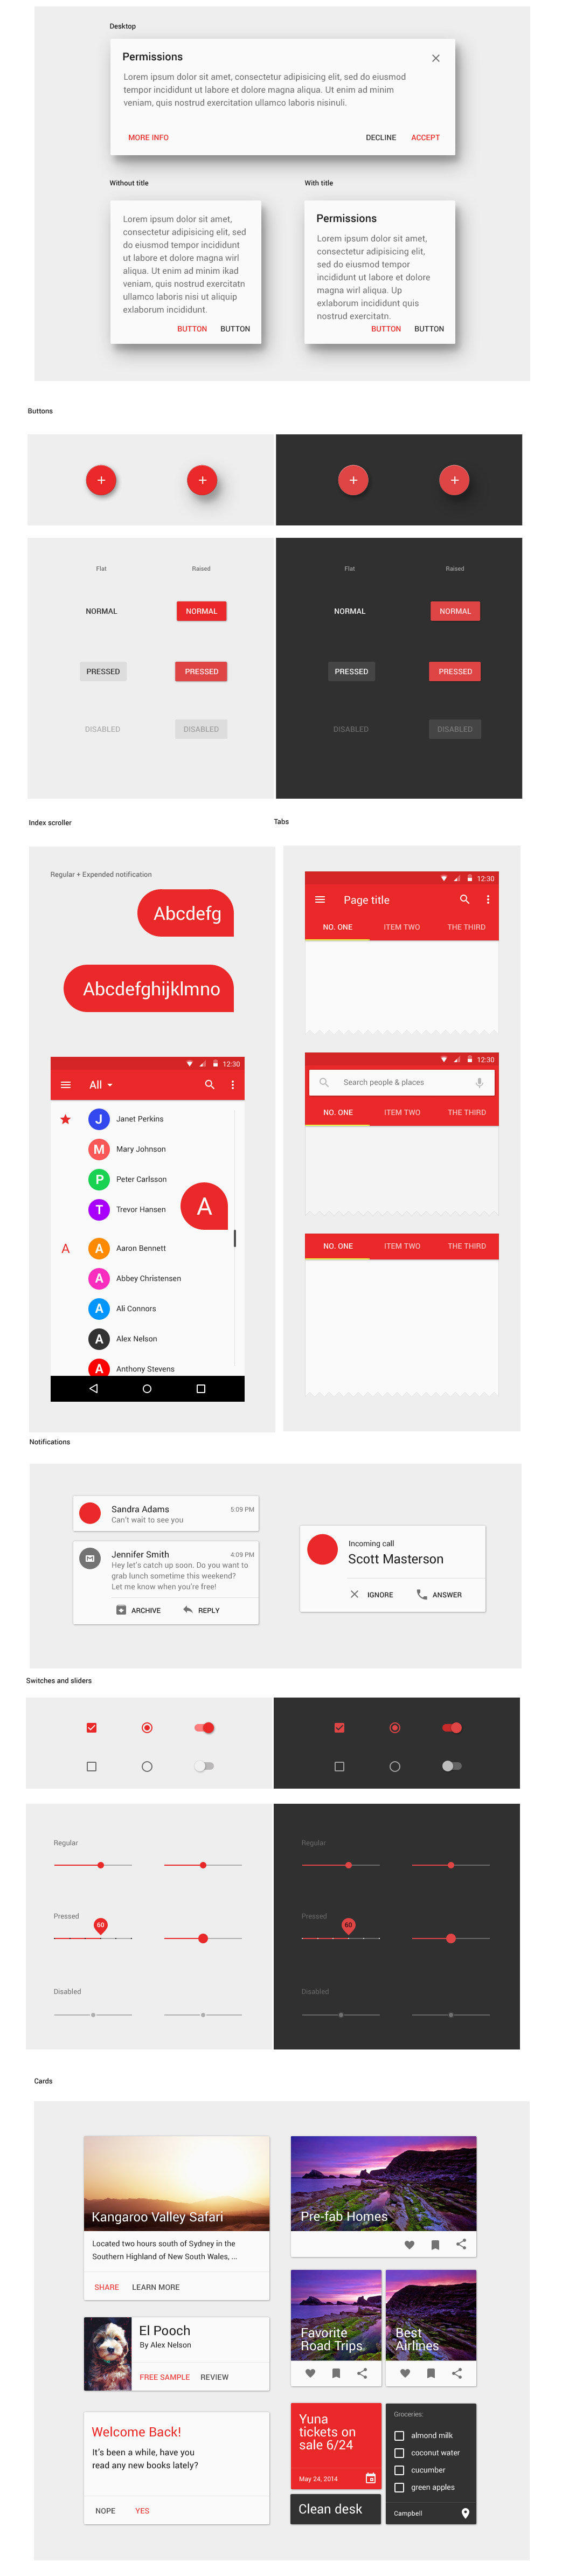 Desktop
Permissions
Lorem ipsum dolor sit amet, consectetur adipisicing elit, sed do eiusmod
tempor incididunt ut labore et dolore magna aliqua. Ut enim ad minim
veniam, quis nostrud exercitation ullamco laboris nisinuli.
MORE INFO
DECLINE
ACCEPT
Without title
With title
Lorem ipsum dolor sit amet,
consectetur adipisicing elit, sed
do eiusmod tempor incididunt
ut labore et dolore magna wirl
aliqua. Ut enim ad minim ikad
veniam, quis nostrum exercitatn
ullamco laboris nisi ut aliquip
exlaborum incididunt.
BUTTON
BUTTON
Permissions
Lorem ipsum dolor sit amet,
consectetur adipisicing elit,
sed do eiusmod tempor
incididunt ut labore et dolore
magna wirl aliqua. Up
exlaborum incididunt quis
nostrud exercitatn.
BUTTON
BUTTON
Buttons
Flat
Raised
NORMAL
NORMAL
PRESSED
PRESSED
DISABLED
DISABLED
Flat
Raised
NORMAL
NORMAL
PRESSED
PRESSED
DISABLED
DISABLED
Index scroller
Regular + Expended notification
Abcdefg
Abcdefghijklmno
12:30
All
J
Janet Perkins
M
Mary Johnson
P
Peter Carlsson
T
Trevor Hansen
A
A
A
Aaron Bennett
A
Abbey Christensen
A
Ali Connors
A
Alex Nelson
A
Anthony Stevens
Tabs
12:30
Page title
NO. ONE
ITEM TWO
THE THIRD
12:30
Search people & places
NO. ONE
ITEM TWO
THE THIRD
NO. ONE
ITEM TWO
THE THIRD
Notifications
Sandra Adams
5:09 PM
Can't wait to see you
Jennifer Smith
4:09 PM
Hey let's catch up soon. Do you want to
grab lunch sometime this weekend?
Let me know when you're free!
ARCHIVE
REPLY
Incoming call
Scott Masterson
IGNORE
ANSWER
Switches and sliders
Regular
Pressed
60
Disabled
Regular
Pressed
60
Disabled
Cards
Kangaroo Valley Safari
Located two hours south of Sydney in the
Southern Highland of New South Wales, ...
SHARE
LEARN MORE
El Pooch
By Alex Nelson
FREE SAMPLE
REVIEW
Welcome Back!
It's been a while, have you
read any new books lately?
NOPE
YES
Pre-fab Homes
Favorite
Road Trips
Best
Airlines
Yuna
tickets on
sale 6/24
May 24, 2014
Clean desk
Groceries:
almond milk
coconut water
cucumber
green apples
Campbell